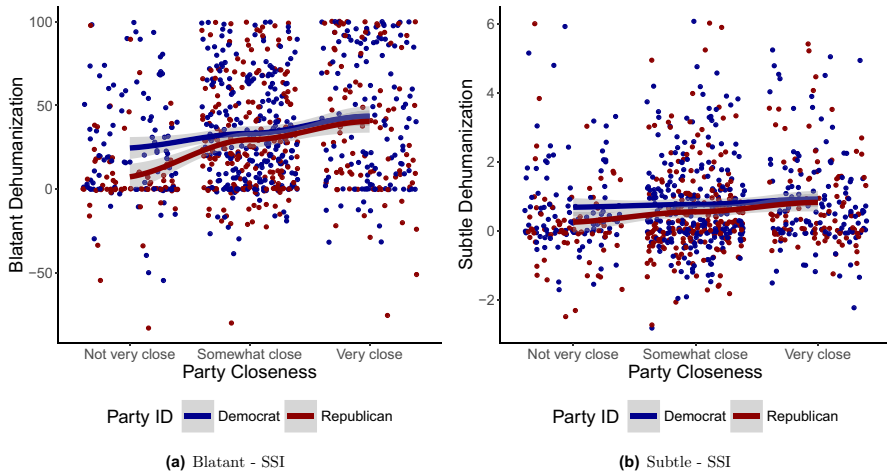 Blatant Dehumanization
100
50
0
−50
Not very close
Somewhat close
Very close
Party Closeness
Party ID
Democrat
Republican
(a) Blatant - SSI
Subtle Dehumanization
6
4
2
0
−2
Not very close
Somewhat close
Very close
Party Closeness
Party ID
Democrat
Republican
(b) Subtle - SSI